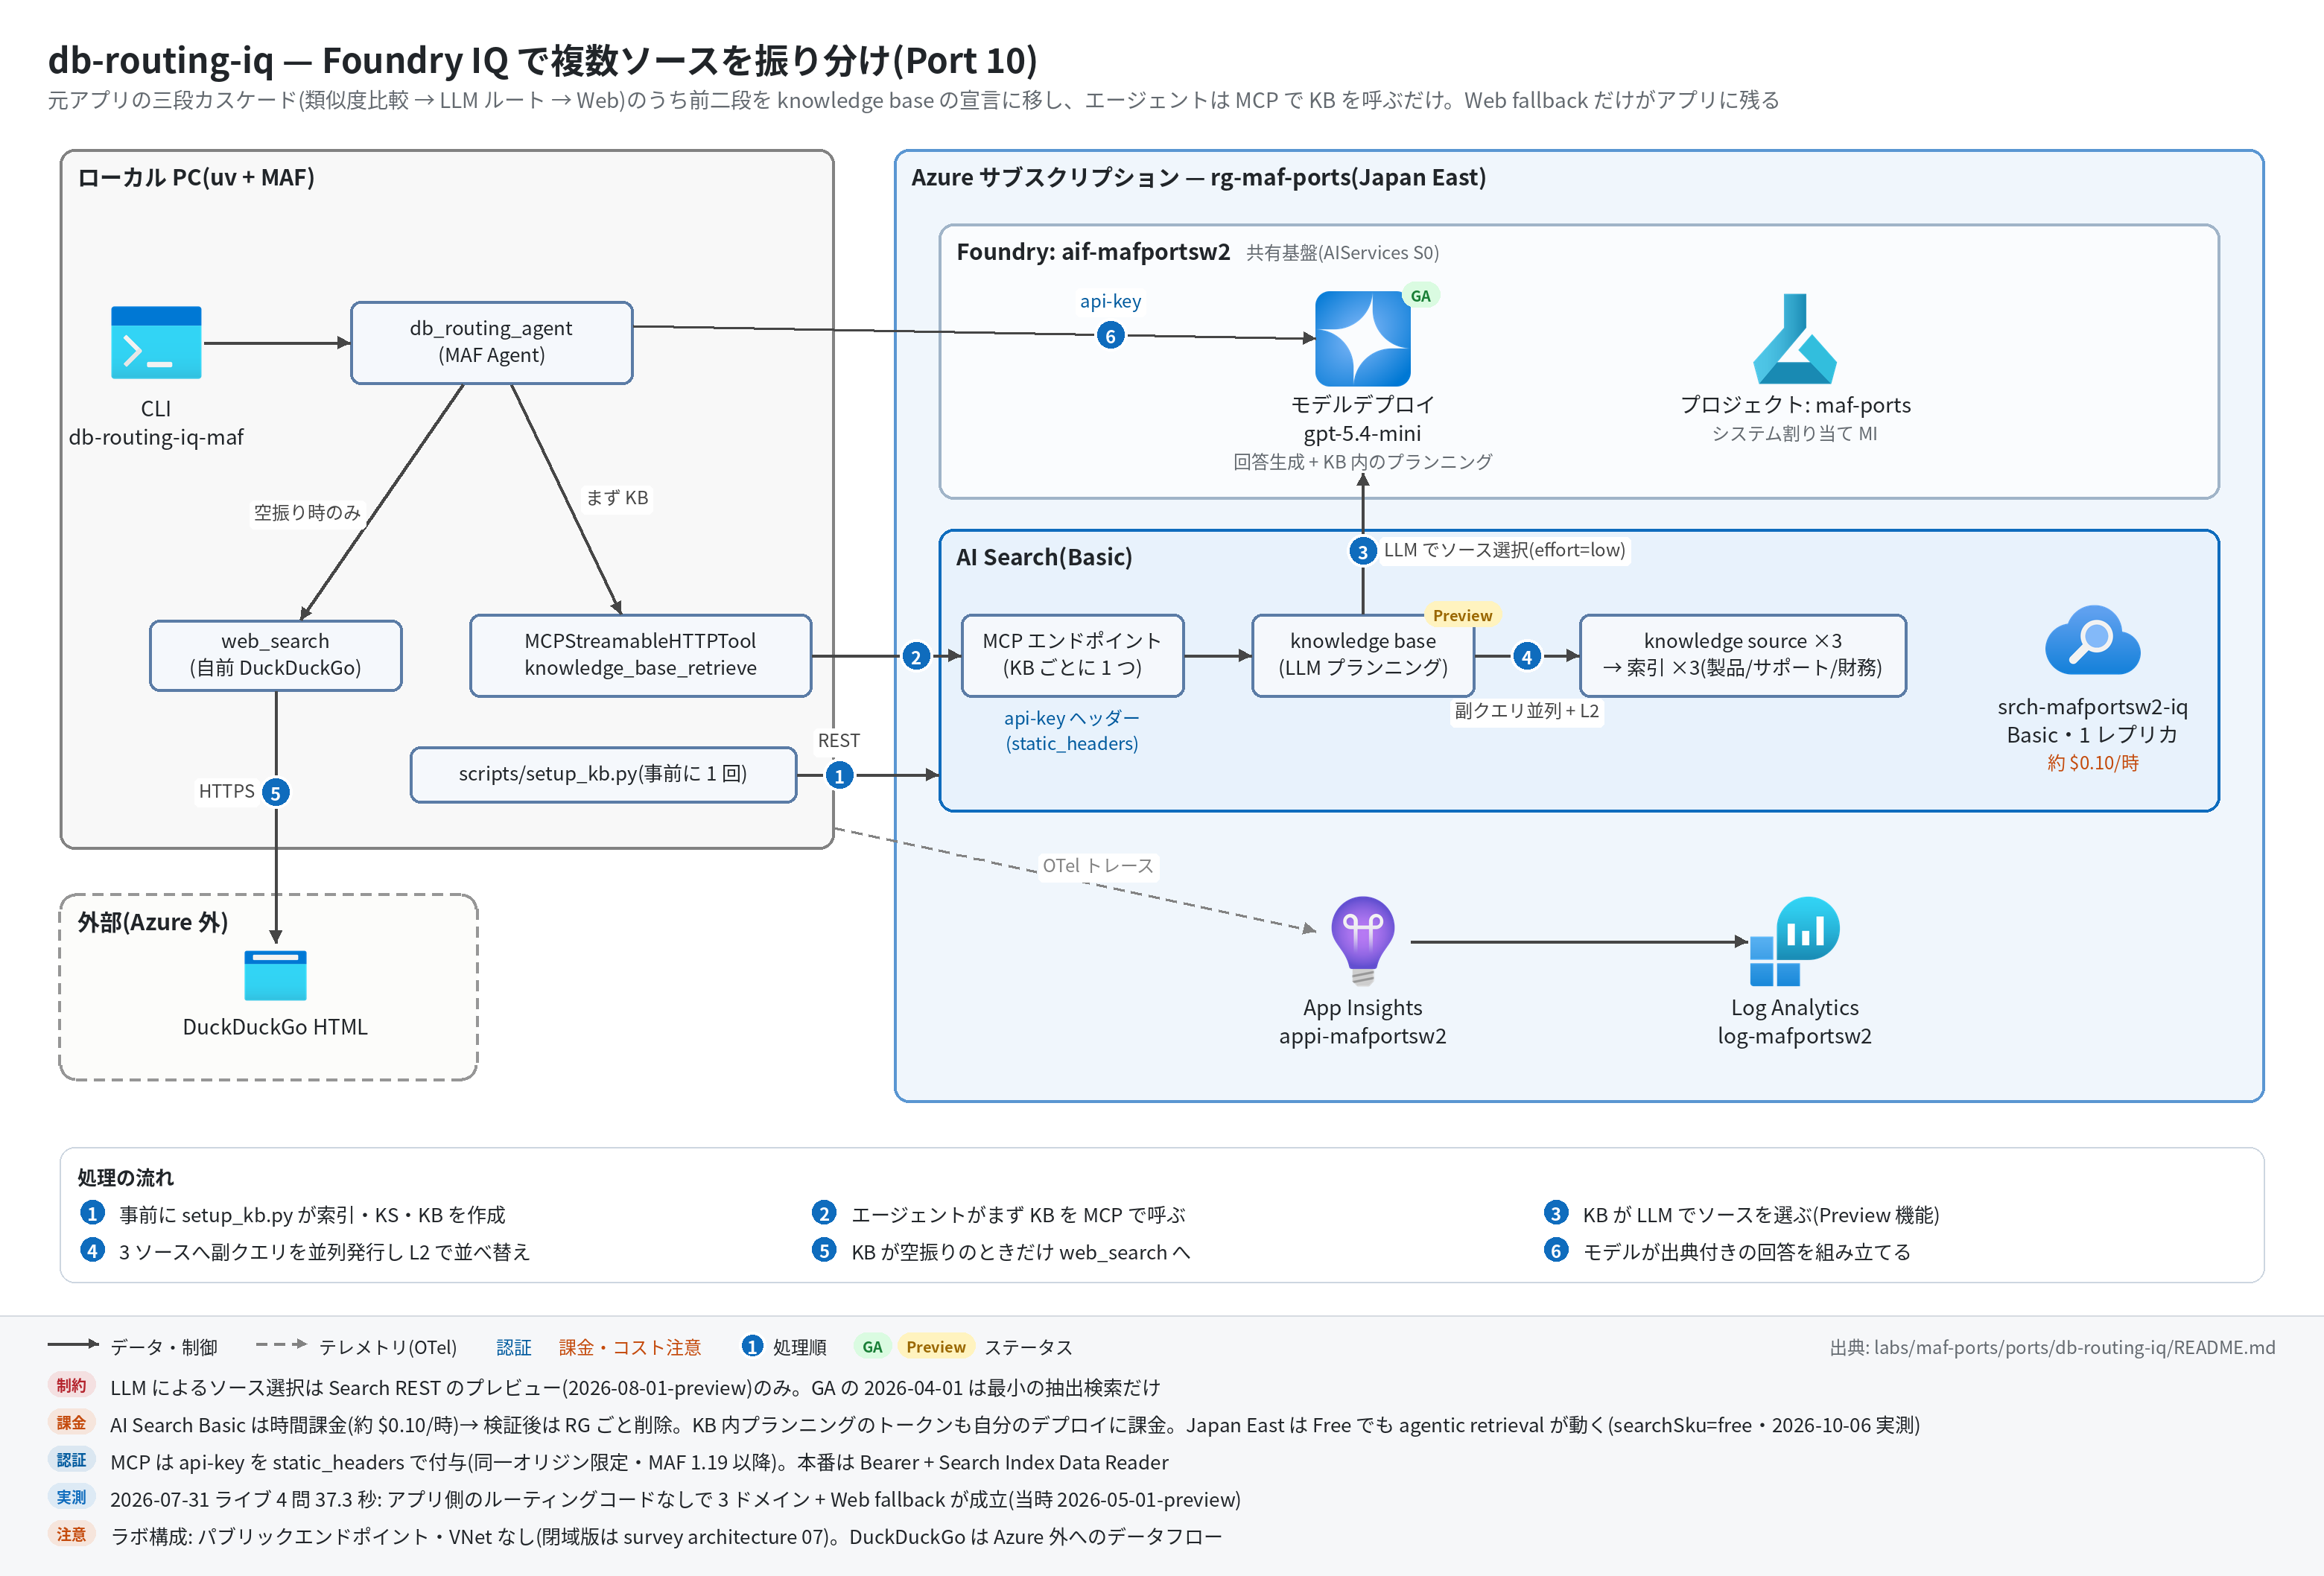 db-routing-iq — Foundry IQ で複数ソースを振り分け(Port 10)
元アプリの三段カスケード(類似度比較 → LLM ルート → Web)のうち前二段を knowledge base の宣言に移し、エージェントは MCP で KB を呼ぶだけ。Web fallback だけがアプリに残る
ローカル PC(uv + MAF)
CLI
db-routing-iq-maf
db_routing_agent
(MAF Agent)
空振り時のみ
まず KB
web_search
(自前 DuckDuckGo)
MCPStreamableHTTPTool
knowledge_base_retrieve
scripts/setup_kb.py(事前に 1 回)
REST
1
2
HTTPS
5
外部(Azure 外)
DuckDuckGo HTML
Azure サブスクリプション — rg-maf-ports(Japan East)
Foundry: aif-mafportsw2 共有基盤(AIServices S0)
api-key
6
GA
モデルデプロイ
gpt-5.4-mini
回答生成 + KB 内のプランニング
プロジェクト: maf-ports
システム割り当て MI
AI Search(Basic)
3 LLM でソース選択(effort=low)
MCP エンドポイント
(KB ごとに 1 つ)
api-key ヘッダー
(static_headers)
Preview
knowledge base
(LLM プランニング)
4
副クエリ並列 + L2
knowledge source ×3
→ 索引 ×3(製品/サポート/財務)
srch-mafportsw2-iq
Basic・1 レプリカ
約 $0.10/時
OTel トレース
App Insights
appi-mafportsw2
Log Analytics
log-mafportsw2
処理の流れ
1 事前に setup_kb.py が索引・KS・KB を作成
2 エージェントがまず KB を MCP で呼ぶ
3 KB が LLM でソースを選ぶ(Preview 機能)
4 3 ソースへ副クエリを並列発行し L2 で並べ替え
5 KB が空振りのときだけ web_search へ
6 モデルが出典付きの回答を組み立てる
データ・制御 テレメトリ(OTel) 認証 課金・コスト注意 1 処理順 GA Preview ステータス
出典: labs/maf-ports/ports/db-routing-iq/README.md
制約 LLM によるソース選択は Search REST のプレビュー(2026-08-01-preview)のみ。GA の 2026-04-01 は最小の抽出検索だけ
課金 AI Search Basic は時間課金(約 $0.10/時)→ 検証後は RG ごと削除。KB 内プランニングのトークンも自分のデプロイに課金。Japan East は Free でも agentic retrieval が動く(searchSku=free・2026-10-06 実測)
認証 MCP は api-key を static_headers で付与(同一オリジン限定・MAF 1.19 以降)。本番は Bearer + Search Index Data Reader
実測 2026-07-31 ライブ 4 問 37.3 秒: アプリ側のルーティングコードなしで 3 ドメイン + Web fallback が成立(当時 2026-05-01-preview)
注意 ラボ構成: パブリックエンドポイント・VNet なし(閉域版は survey architecture 07)。DuckDuckGo は Azure 外へのデータフロー